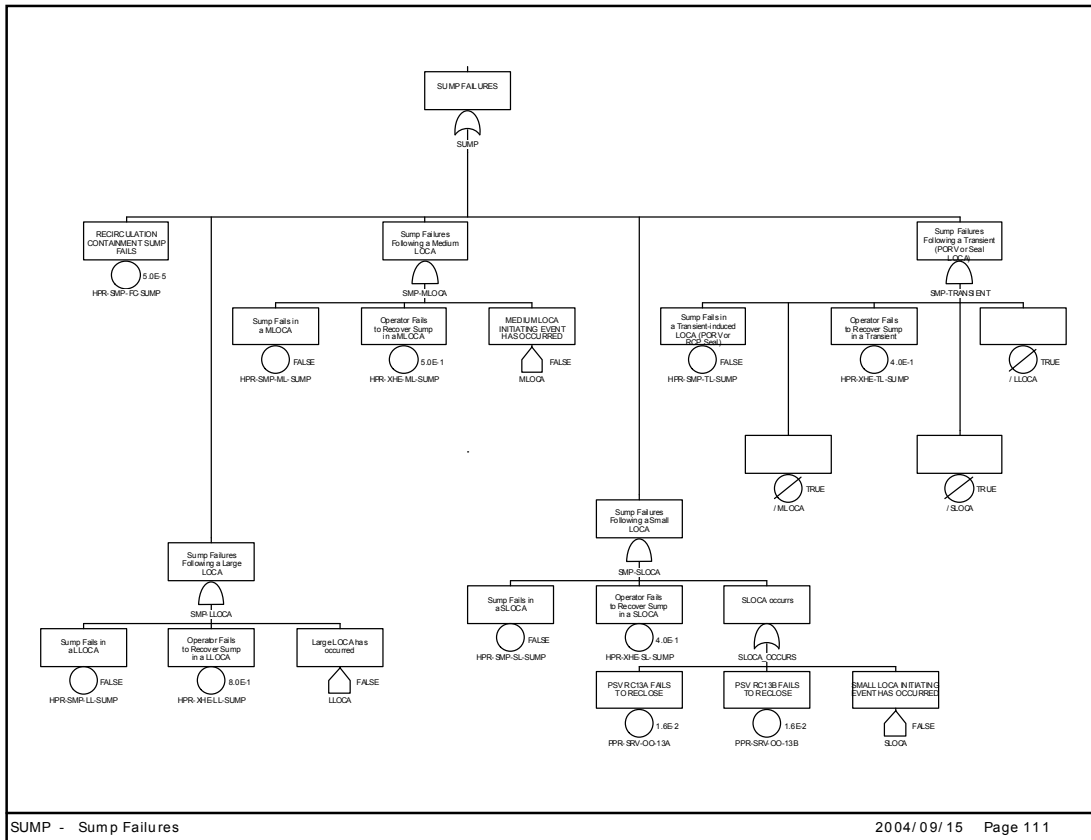 SUMP FAILURES
SUMP
RECIRCULATION
CONTAINMENT SUMP
FAILS
5.0E-5
HPR-SMP-FC-SUMP
Sump Failures
Following a Medium
LOCA
SMP-MLOCA
Sump Failures
Following a Transient
(PORV or Seal
LOCA)
SMP-TRANSIENT
Sump Fails in
a MLOCA
FALSE
HPR-SMP-ML-SUMP
Operator Fails
to Recover Sump
in a MLOCA
5.0E-1
HPR-XHE-ML-SUMP
MEDIUM LOCA
INITIATING EVENT
HAS OCCURRED
FALSE
MLOCA
Sump Fails in
a Transient-induced
LOCA (PORV or
RCP Seal)
FALSE
HPR-SMP-TL-SUMP
Operator Fails
to Recover Sump
in a Transient
4.0E-1
HPR-XHE-TL-SUMP
TRUE
/LLOCA
TRUE
/MLOCA
TRUE
/SLOCA
Sump Failures
Following a Small
LOCA
SMP-SLOCA
Sump Failures
Following a Large
LOCA
SMP-LLOCA
Sump Fails in
a SLOCA
FALSE
HPR-SMP-SL-SUMP
Operator Fails
to Recover Sump
in a SLOCA
4.0E-1
HPR-XHE-SL-SUMP
SLOCA occurrs
SLOCA_OCCURS
Sump Fails in
a LLOCA
FALSE
HPR-SMP-LL-SUMP
Operator Fails
to Recover Sump
in a LLOCA
8.0E-1
HPR-XHE-LL-SUMP
Large LOCA has
occurred
FALSE
LLOCA
PSV RC13A FAILS
TO RECLOSE
1.6E-2
PPR-SRV-OO-13A
PSV RC13B FAILS
TO RECLOSE
1.6E-2
PPR-SRV-OO-13B
SMALL LOCA INITIATING
EVENT HAS OCCURRED
FALSE
SLOCA
SUMP - Sump Failures
2004/09/15 Page 111